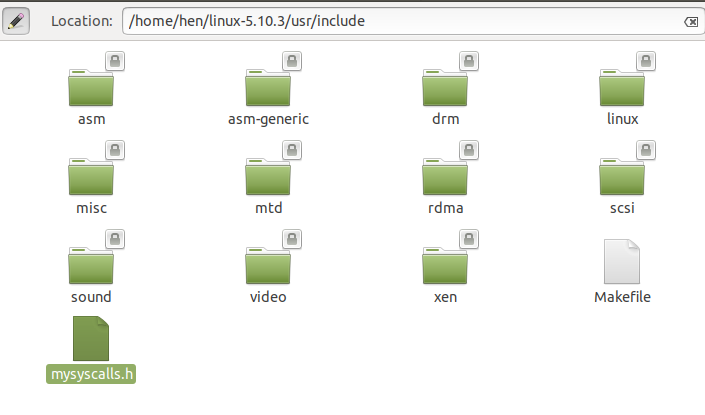 Location: /home/hen/linux-5.10.3/usr/include
asm asm-generic drm linux
misc mtd rdma scsi
sound video xen Makefile
mysyscalls.h